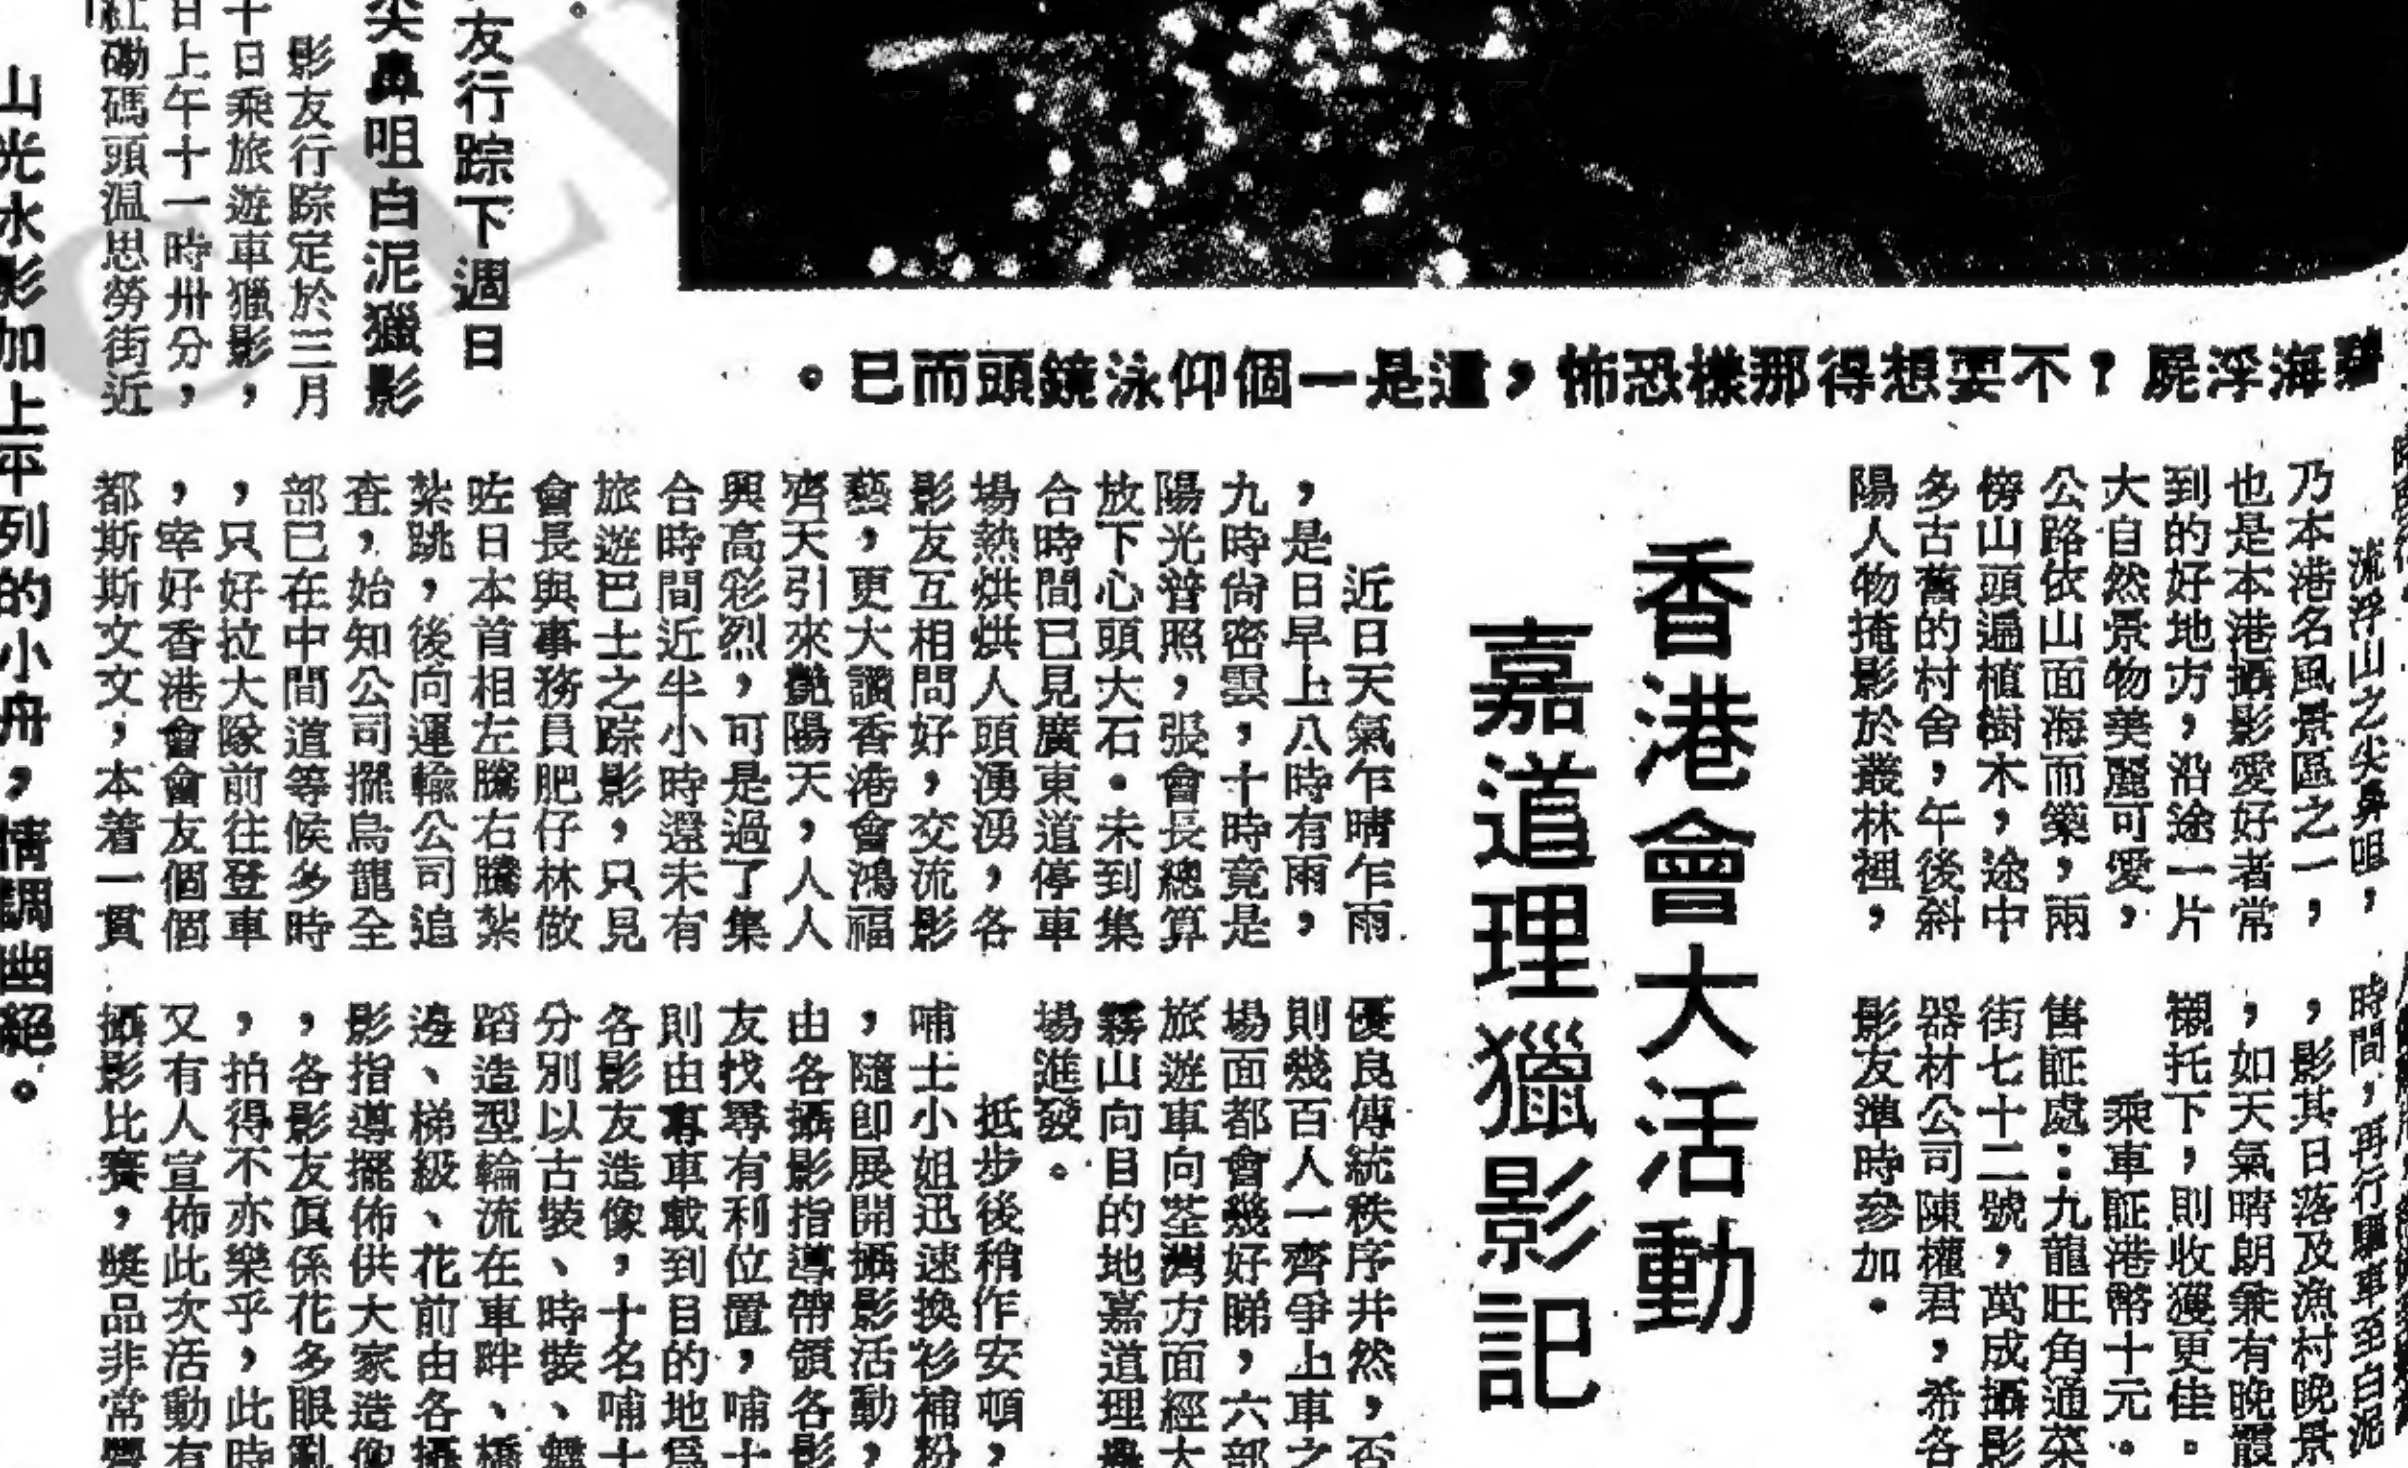 海浮屍？不要想得那樣恐怖，這是一個仰泳鏡頭而已。
流浮山之尖鼻咀，
乃本港名風景區之一，
也是本港攝影愛好者常
到的好地方，沿途一片
大自然景物美麗可愛，
公路依山面海而築，兩
傍山頭遍植樹木，途中
多古舊的村舍，午後斜
陽人物掩影於叢林裡，
時間，再行驅車至白泥
，影其日落及漁村晚景
，如天氣晴朗兼有晚霞
襯托下，則收獲更佳。
乘車証港幣十元。
售証處：九龍旺角通菜
街七十二號，萬成攝影
器材公司陳權君，希各
影友準時參加。
香港會大活動
嘉道理獵影記
近日天氣乍晴乍雨
，是日早上八時有雨，
九時尙密雲，十時竟是
陽光普照，張會長總算
放下心頭大石。未到集
合時間已見廣東道停車
場熱烘烘人頭湧湧，各
影友互相問好，交流影
藝，更大讚香港會鴻福
齊天引來艷陽天，人人
興高彩烈，可是過了集
合時間近半小時還未有
旅遊巴士之踪影，只見
會長與事務員肥仔林做
咗日本首相左騰右騰紮
紮跳，後向運輸公司追
查，始知公司擺烏龍全
部已在中間道等候多時
，只好拉大隊前往登車
，幸好香港會會友個個
都斯斯文文，本着一貫
優良傳統秩序井然，否
則幾百人一齊爭上車之
場面都會幾好睇，六部
旅遊車向荃灣方面經大
霧山向目的地嘉道理農
場進發。
抵步後稍作安頓，
哺士小姐迅速換衫補粉
，隨即展開攝影活動，
由各攝影指導帶領各影
友找尋有利位置，哺士
則由專車載到目的地爲
各影友造像，十名哺士
分別以古裝、時裝、舞
蹈造型輪流在車畔、橋
邊、梯級、花前由各攝
影指導擺佈供大家造像
，各影友眞係花多眼亂
，拍得不亦樂乎，此時
又有人宣佈此次活動有
攝影比賽，獎品非常豐
友行踪下週日
尖鼻咀白泥獵影
影友行踪定於三月
十日乘旅遊車獵影，
日上午十一時卅分，
紅磡碼頭温思勞街近
山光水影加上平列的小舟，情調幽絕。